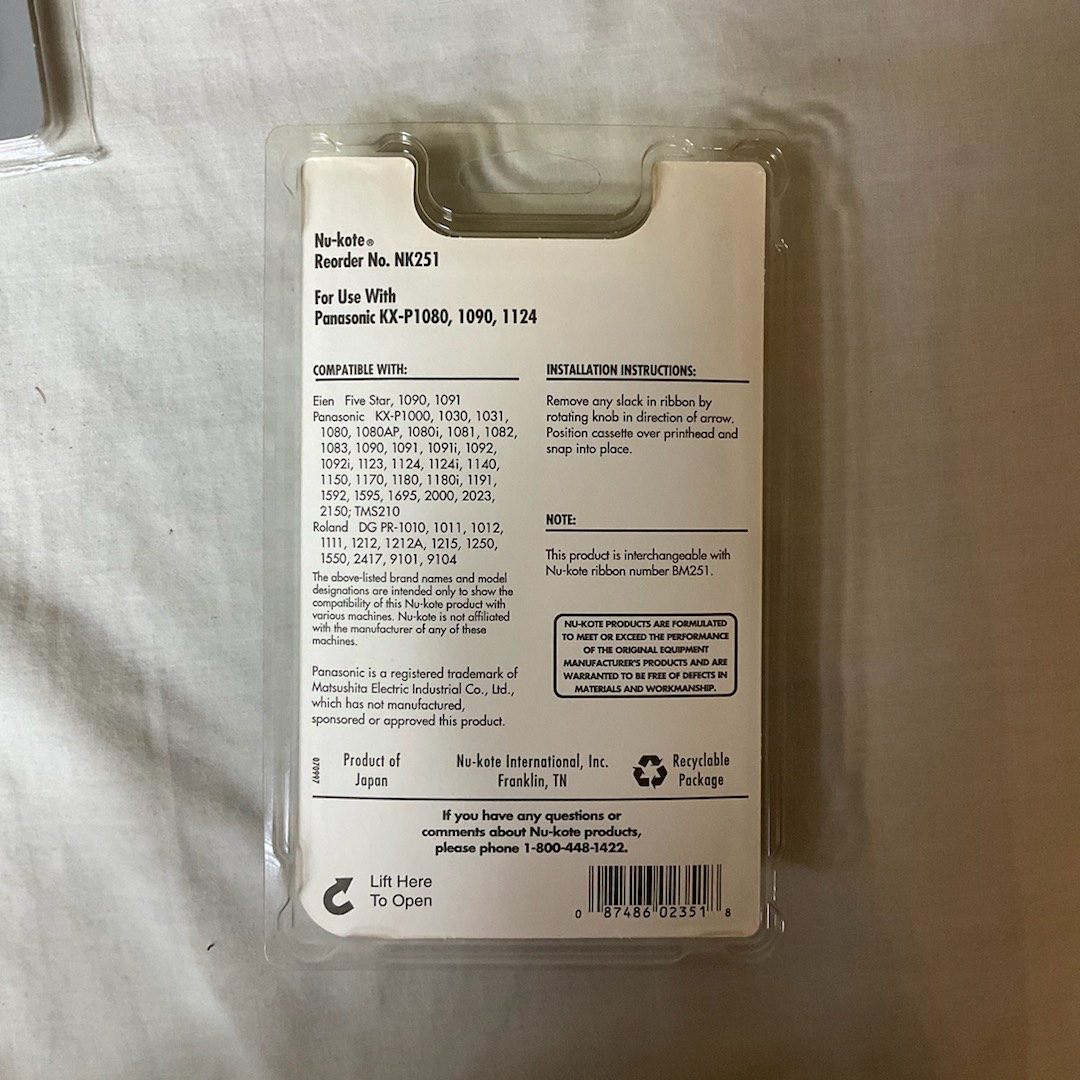 Nu-kote®
Reorder No. NK251
For Use With
Panasonic KX-P1080, 1090, 1124
COMPATIBLE WITH:
Eien Five Star, 1090, 1091
Panasonic KX-P1000, 1030, 1031,
1080, 1080AP, 1080i, 1081, 1082,
1083, 1090, 1091, 1091i, 1092,
1092i, 1123, 1124, 1124i, 1140,
1150, 1170, 1180, 1180i, 1191,
1592, 1595, 1695, 2000, 2023,
2150; TMS210
Roland DG PR-1010, 1011, 1012,
1111, 1212, 1212A, 1215, 1250,
1550, 2417, 9101, 9104
The above-listed brand names and model
designations are intended only to show the
compatibility of this Nu-kote product with
various machines. Nu-kote is not affiliated
with the manufacturer of any of these
machines.
Panasonic is a registered trademark of
Matsushita Electric Industrial Co., Ltd.,
which has not manufactured,
sponsored or approved this product.
INSTALLATION INSTRUCTIONS:
Remove any slack in ribbon by
rotating knob in direction of arrow.
Position cassette over printhead and
snap into place.
NOTE:
This product is interchangeable with
Nu-kote ribbon number BM251.
NU-KOTE PRODUCTS ARE FORMULATED
TO MEET OR EXCEED THE PERFORMANCE
OF THE ORIGINAL EQUIPMENT
MANUFACTURER'S PRODUCTS AND ARE
WARRANTED TO BE FREE OF DEFECTS IN
MATERIALS AND WORKMANSHIP.
070997
Product of
Japan
Nu-kote International, Inc.
Franklin, TN
Recyclable
Package
If you have any questions or
comments about Nu-kote products,
please phone 1-800-448-1422.
Lift Here
To Open
0 87486 02351 8